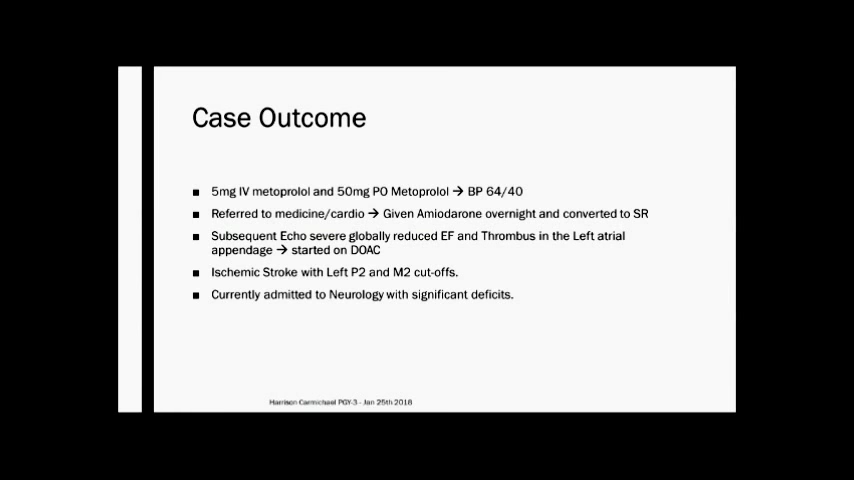 Case Outcome
■ 5mg IV metoprolol and 50mg PO Metoprolol → BP 64/40
■ Referred to medicine/cardio → Given Amiodarone overnight and converted to SR
■ Subsequent Echo severe globally reduced EF and Thrombus in the Left atrial
appendage → started on DOAC
■ Ischemic Stroke with Left P2 and M2 cut-offs.
■ Currently admitted to Neurology with significant deficits.
Harrison Carmichael PGY-3 - Jan 25th 2018